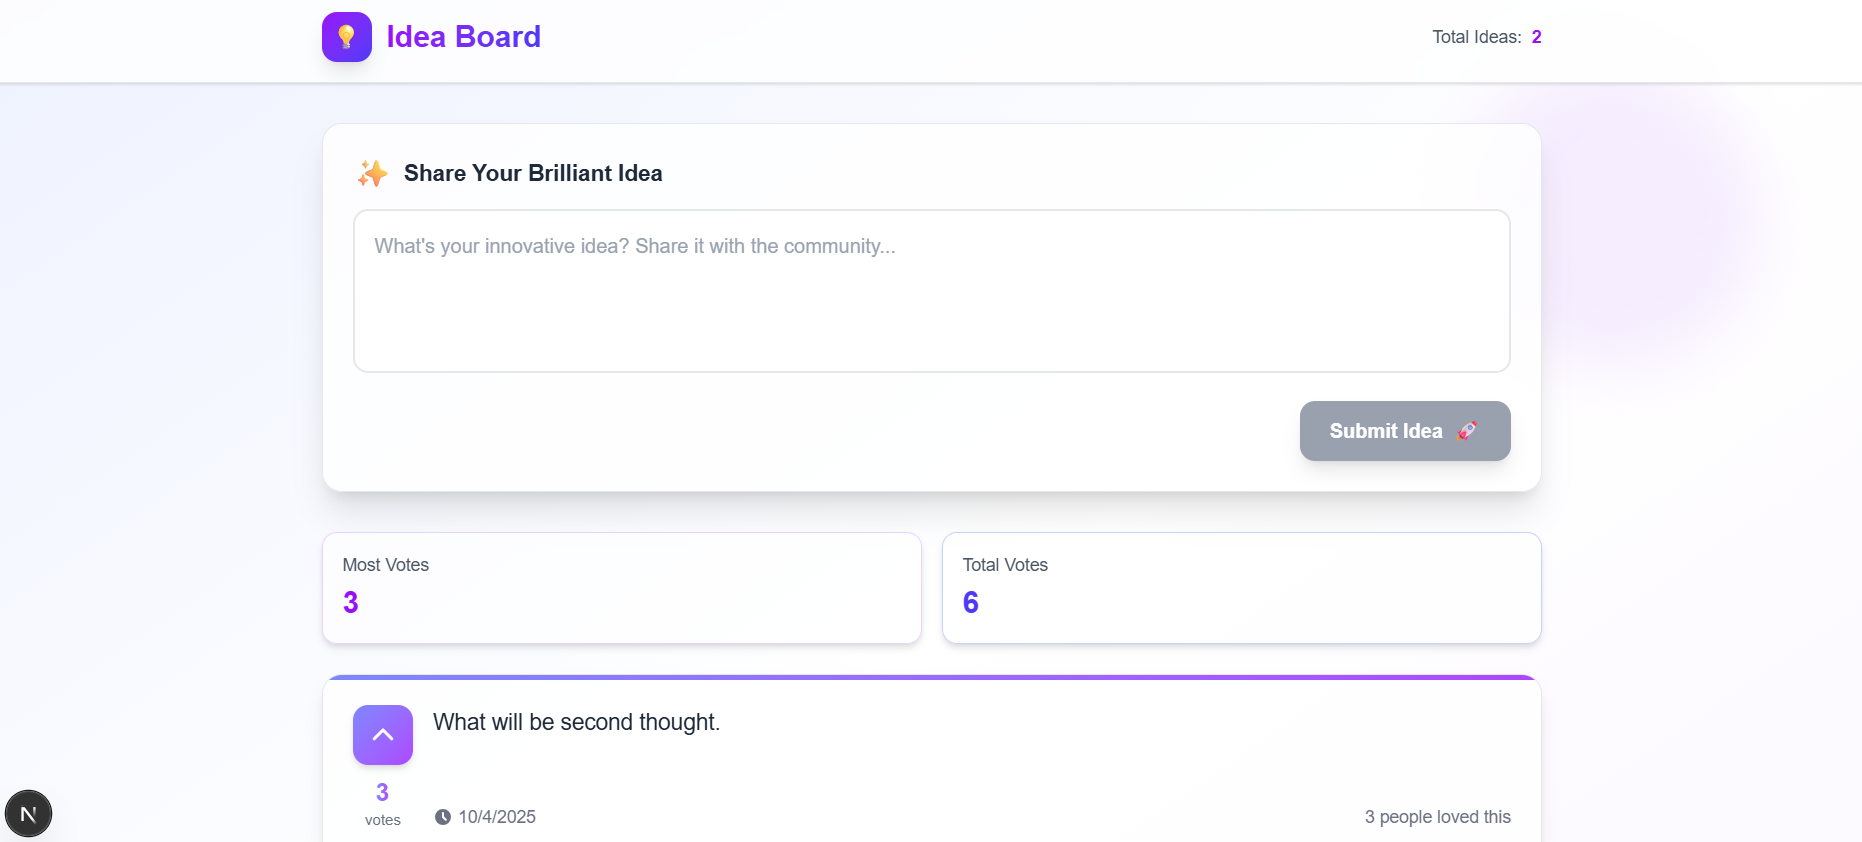 Idea Board
Total Ideas: 2
Share Your Brilliant Idea
What's your innovative idea? Share it with the community...
Submit Idea
Most Votes
3
Total Votes
6
What will be second thought.
3
votes
10/4/2025
3 people loved this
N